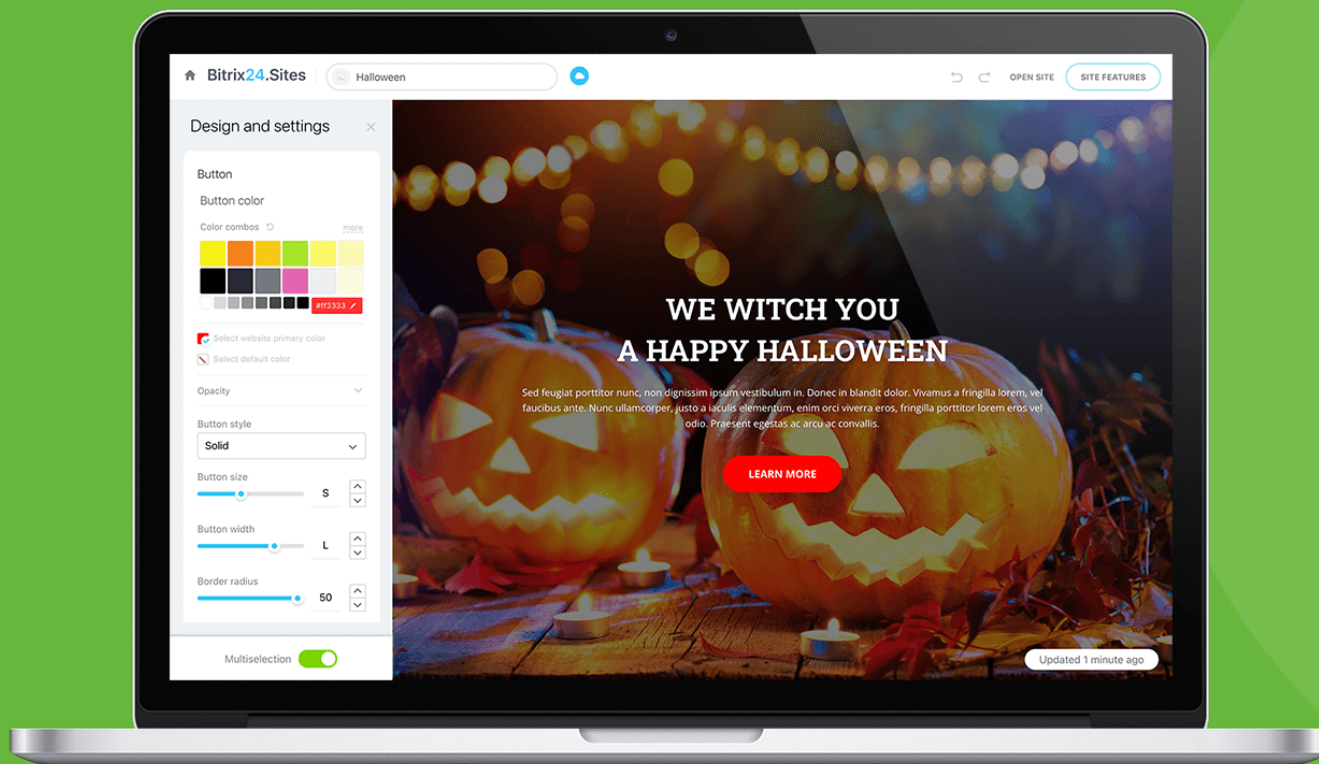 Bitrix24.Sites
Halloween
OPEN SITE
SITE FEATURES
Design and settings
Button
Button color
Color combos
more
#ff3333
Select website primary color
Select default color
Opacity
Button style
Solid
Button size
S
Button width
L
Border radius
50
Multiselection
WE WITCH YOU
A HAPPY HALLOWEEN
Sed feugiat porttitor nunc, non dignissim ipsum vestibulum in. Donec in blandit dolor. Vivamus a fringilla lorem, vel
faucibus ante. Nunc ullamcorper, justo a iaculis elementum, enim orci viverra eros, fringilla porttitor lorem eros vel
odio. Praesent egestas ac arcu ac convallis.
LEARN MORE
Updated 1 minute ago